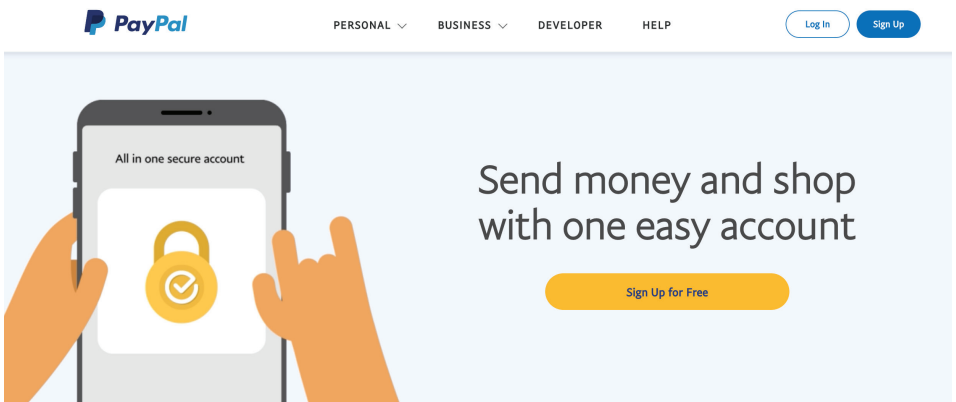 PayPal
PERSONAL
BUSINESS
DEVELOPER
HELP
Log In
Sign Up
All in one secure account
Send money and shop
with one easy account
Sign Up for Free